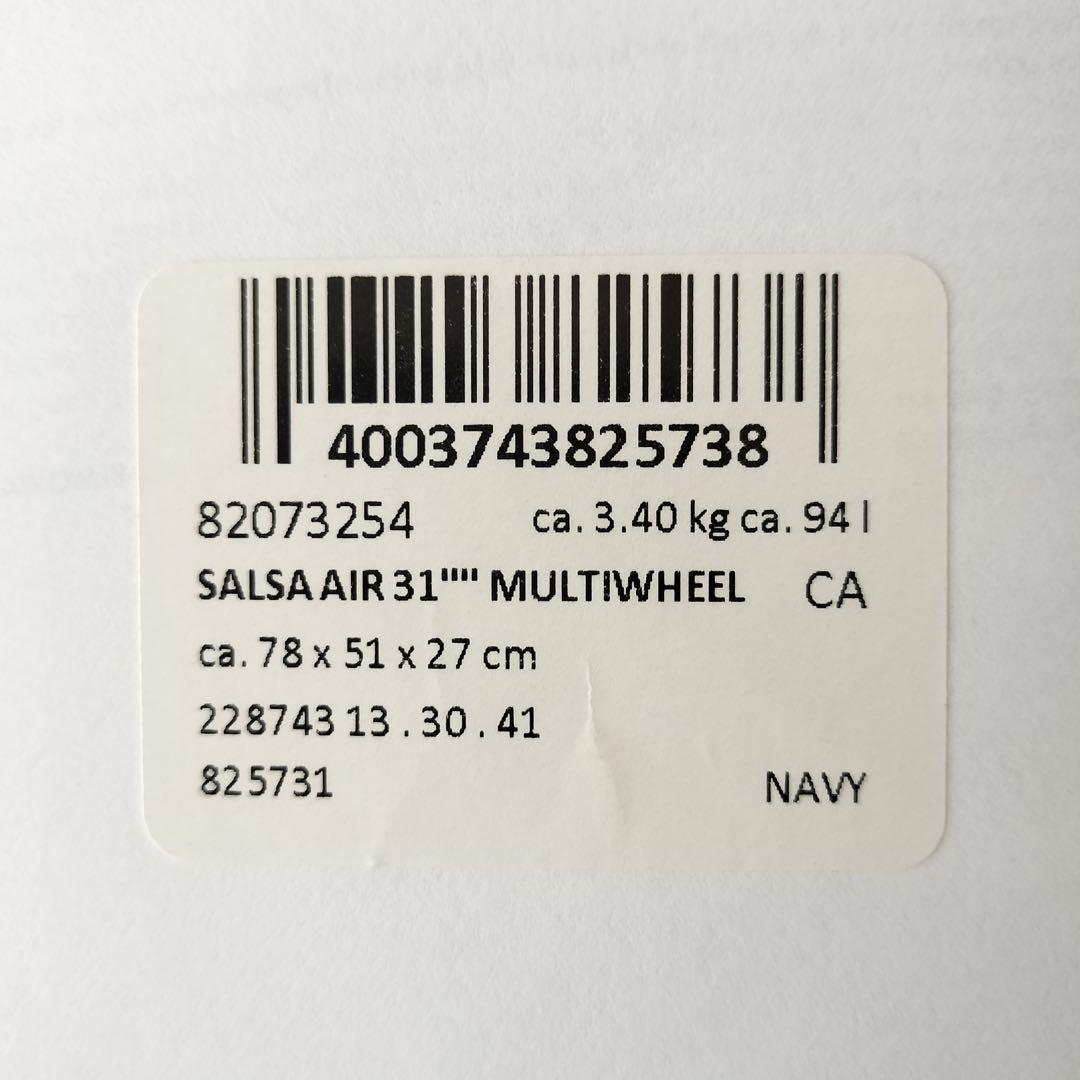 4003743825738
82073254 ca. 3.40 kg ca. 94 l
SALSA AIR 31"" MULTIWHEEL CA
ca. 78 x 51 x 27 cm
228743 13 . 30 . 41
825731 NAVY